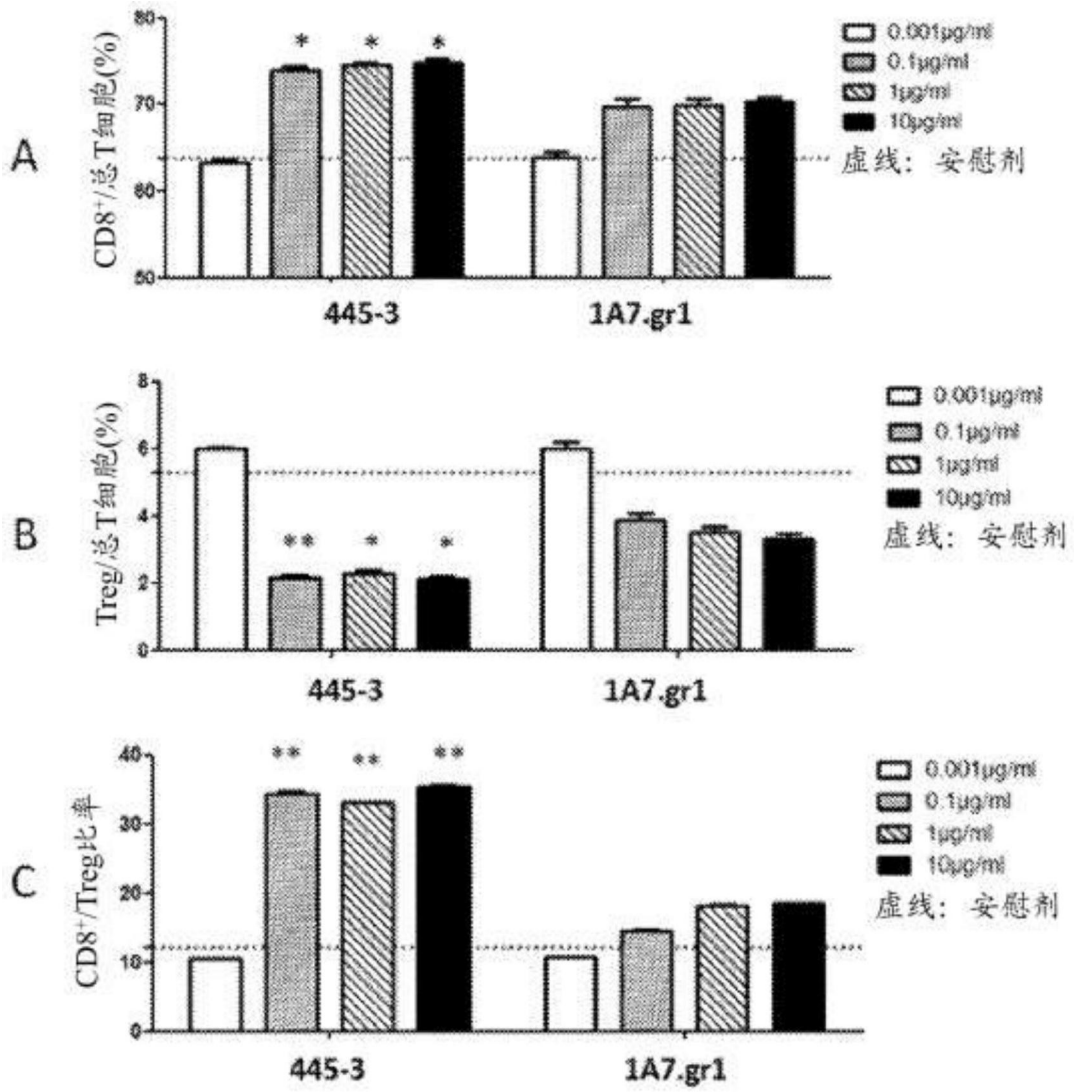 A
CD8⁺/总T细胞(%)
80
70
60
50
* * *
0.001μg/ml
0.1μg/ml
1μg/ml
10μg/ml
虚线：安慰剂
445-3 1A7.gr1
B
Treg/总T细胞(%)
8
6
4
2
0
** * *
0.001μg/ml
0.1μg/ml
1μg/ml
10μg/ml
虚线：安慰剂
445-3 1A7.gr1
C
CD8⁺/Treg比率
40
30
20
10
0
** ** **
0.001μg/ml
0.1μg/ml
1μg/ml
10μg/ml
虚线：安慰剂
445-3 1A7.gr1